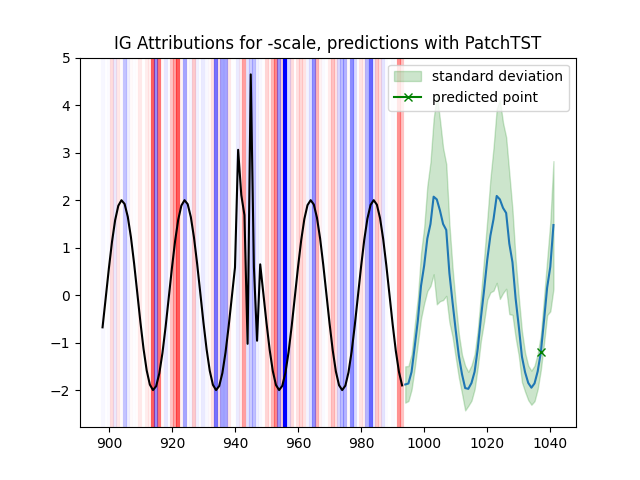 IG Attributions for -scale, predictions with PatchTST
standard deviation
predicted point
5
4
3
2
1
0
−1
−2
900 920 940 960 980 1000 1020 1040